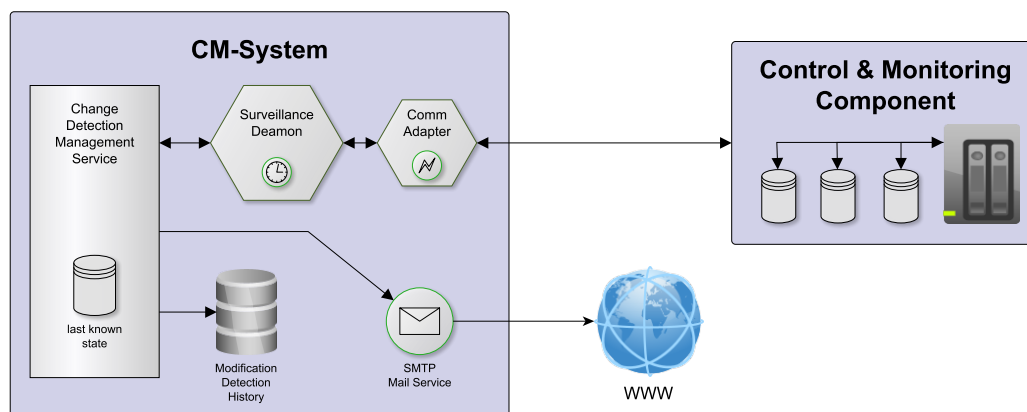 CM-System
Change
Detection
Management
Service
Surveillance
Deamon
Comm
Adapter
last known
state
Modification
Detection
History
SMTP
Mail Service
Control & Monitoring
Component
WWW